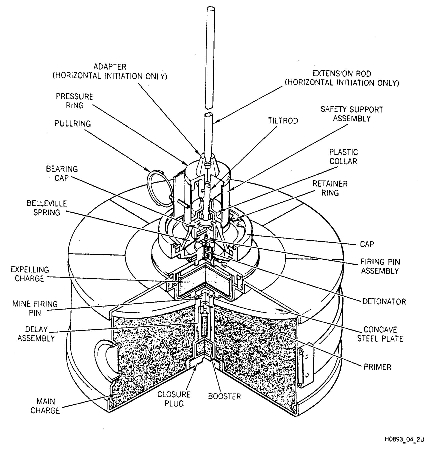 ADAPTER
(HORIZONTAL INITIATION ONLY)
PRESSURE
RING
PULLRING
BEARING
CAP
BELLEVILLE
SPRING
EXPELLING
CHARGE
MINE FIRING
PIN
DELAY
ASSEMBLY
MAIN
CHARGE
CLOSURE
PLUG
BOOSTER
EXTENSION ROD
(HORIZONTAL INITIATION ONLY)
SAFETY SUPPORT
ASSEMBLY
TILTROD
PLASTIC
COLLAR
RETAINER
RING
CAP
FIRING PIN
ASSEMBLY
DETONATOR
CONCAVE
STEEL PLATE
PRIMER
H0893_04_2U